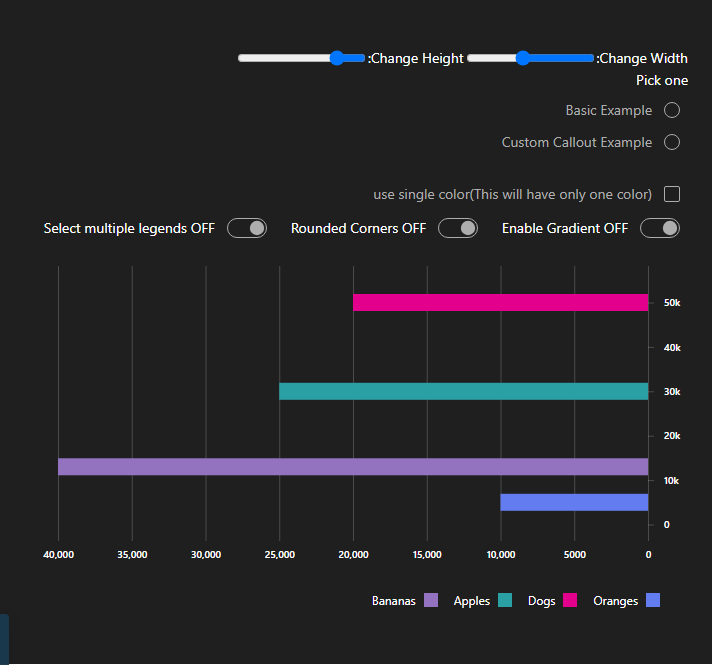 :Change Height :Change Width
Pick one
Basic Example
Custom Callout Example
use single color(This will have only one color)
Select multiple legends OFF Rounded Corners OFF Enable Gradient OFF
50k
40k
30k
20k
10k
0
40,000 35,000 30,000 25,000 20,000 15,000 10,000 5000 0
Bananas Apples Dogs Oranges